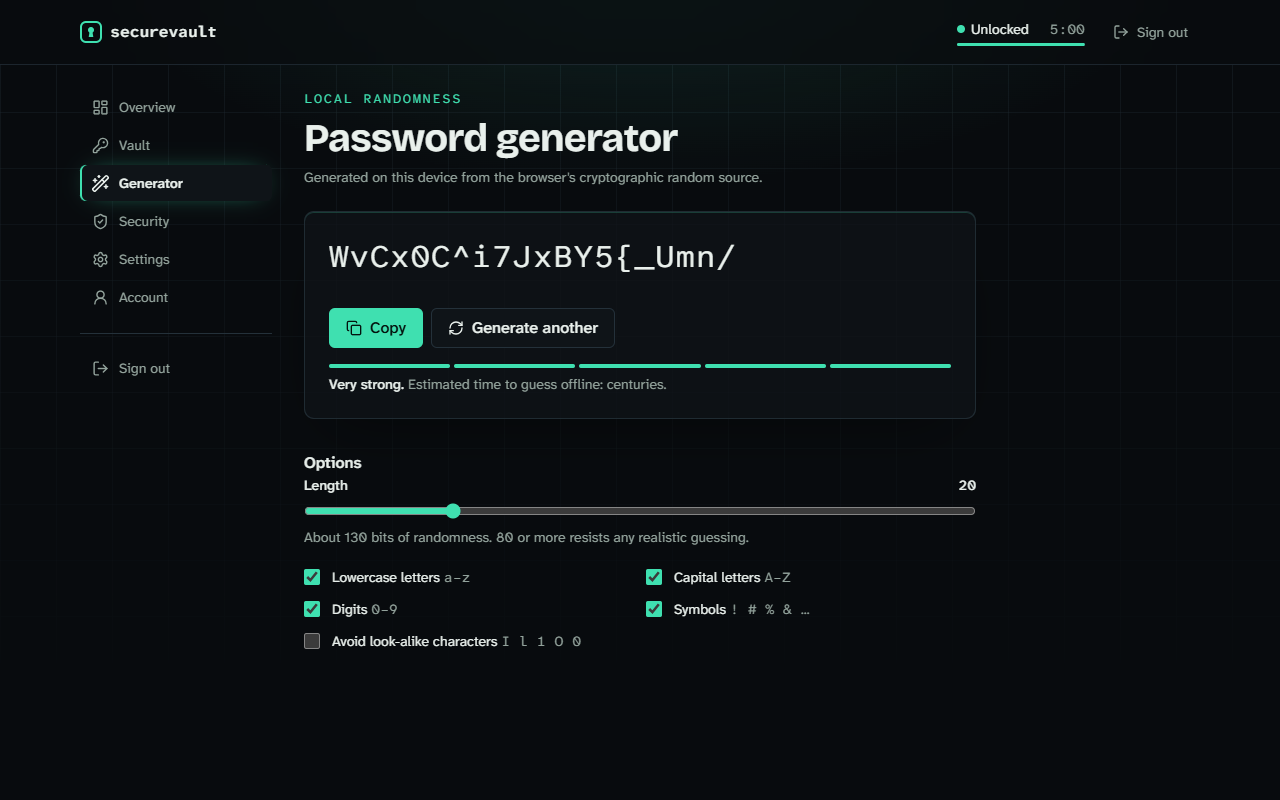 securevault
Unlocked 5:00
Sign out
Overview
Vault
Generator
Security
Settings
Account
Sign out
LOCAL RANDOMNESS
Password generator
Generated on this device from the browser's cryptographic random source.
WvCx0C^i7JxBY5{_Umn/
Copy
Generate another
Very strong. Estimated time to guess offline: centuries.
Options
Length 20
About 130 bits of randomness. 80 or more resists any realistic guessing.
Lowercase letters a–z
Capital letters A–Z
Digits 0–9
Symbols ! # % & …
Avoid look-alike characters I l 1 O 0